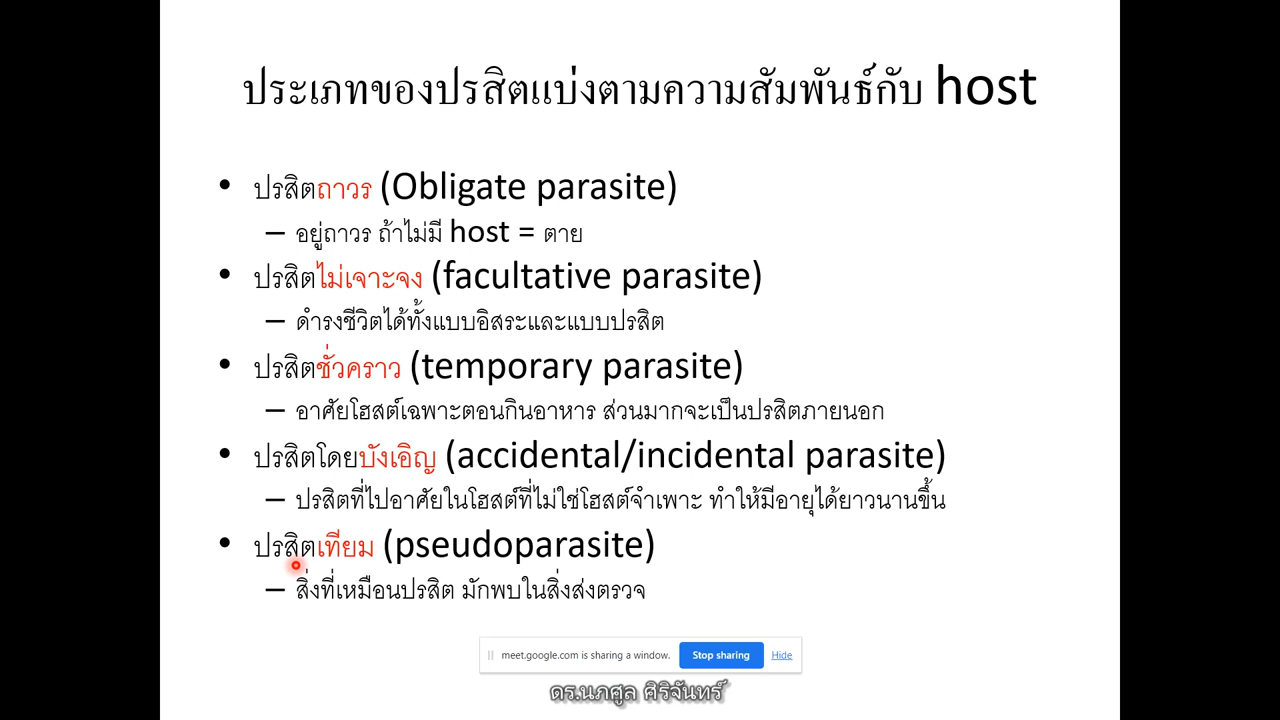 ประเภทของปรสิตแบ่งตามความสัมพันธ์กับ host
• ปรสิตถาวร (Obligate parasite)
– อยู่ถาวร ถ้าไม่มี host = ตาย
• ปรสิตไม่เจาะจง (facultative parasite)
– ดำรงชีวิตได้ทั้งแบบอิสระและแบบปรสิต
• ปรสิตชั่วคราว (temporary parasite)
– อาศัยโฮสต์เฉพาะตอนกินอาหาร ส่วนมากจะเป็นปรสิตภายนอก
• ปรสิตโดยบังเอิญ (accidental/incidental parasite)
– ปรสิตที่ไปอาศัยในโฮสต์ที่ไม่ใช่โฮสต์จำเพาะ ทำให้มีอายุได้ยาวนานขึ้น
• ปรสิตเทียม (pseudoparasite)
– สิ่งที่เหมือนปรสิต มักพบในสิ่งส่งตรวจ
meet.google.com is sharing a window. Stop sharing Hide
ดร.นภศูล ศิริจันทร์